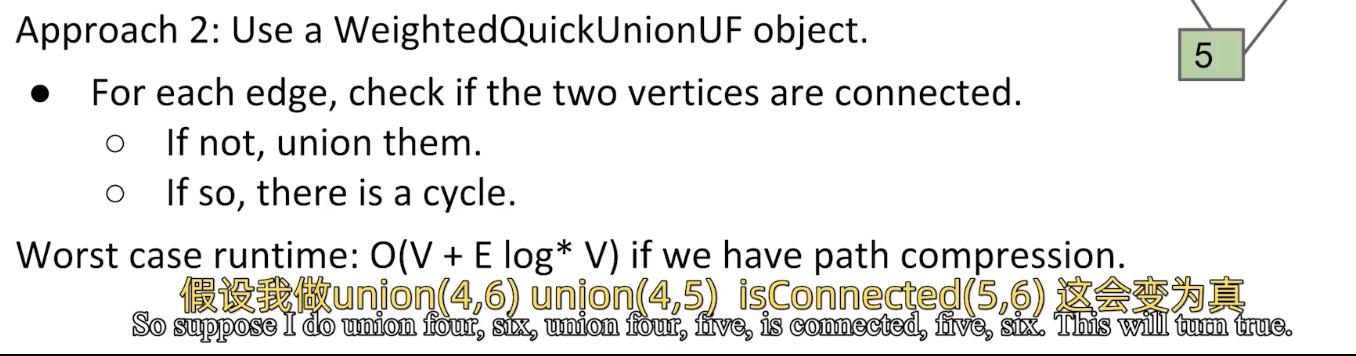 Approach 2: Use a WeightedQuickUnionUF object.
5
● For each edge, check if the two vertices are connected.
○ If not, union them.
○ If so, there is a cycle.
Worst case runtime: O(V + E log* V) if we have path compression.
假设我做union(4,6) union(4,5) isConnected(5,6) 这会变为真
So suppose I do union four, six, union four, five, is connected, five, six. This will turn true.